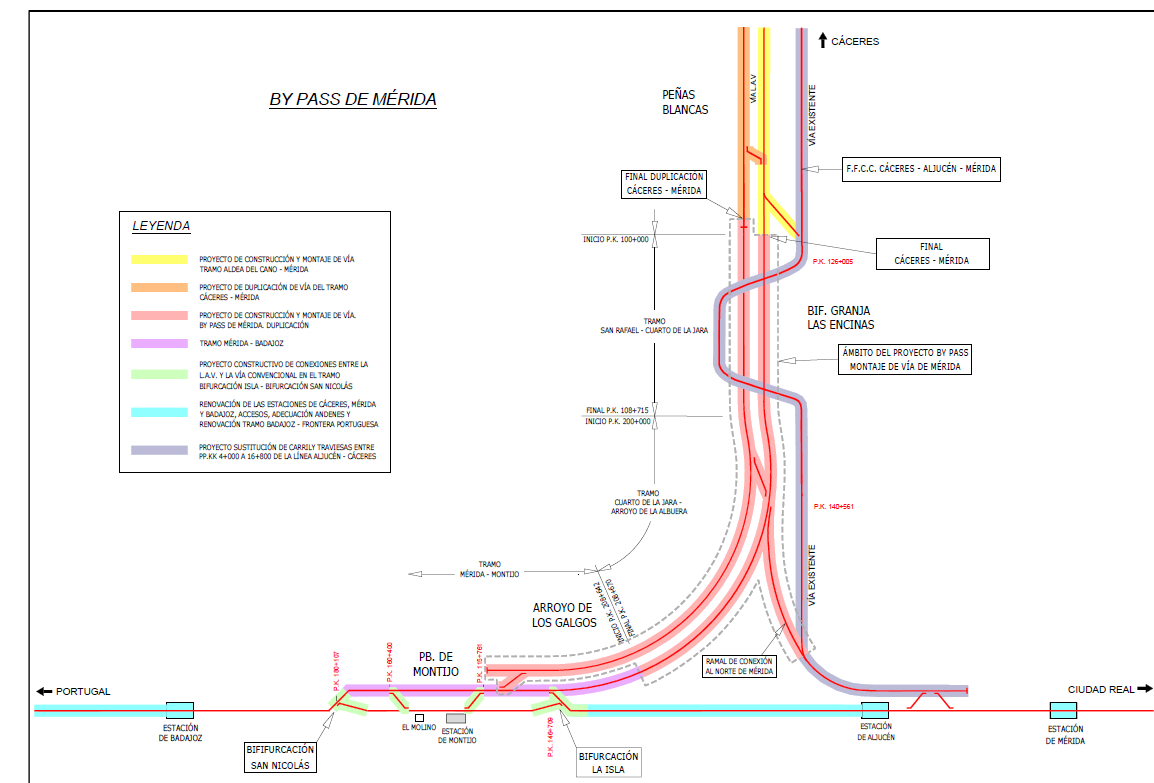 BY PASS DE MÉRIDA
CÁCERES
PEÑAS
BLANCAS
VÍA L.A.V
VÍA EXISTENTE
F.F.C.C. CÁCERES - ALJUCÉN - MÉRIDA
FINAL DUPLICACIÓN
CÁCERES - MÉRIDA
INICIO P.K. 100+000
FINAL
CÁCERES - MÉRIDA
P.K. 126+005
LEYENDA
PROYECTO DE CONSTRUCCIÓN Y MONTAJE DE VÍA
TRAMO ALDEA DEL CANO - MÉRIDA
PROYECTO DE DUPLICACIÓN DE VÍA DEL TRAMO
CÁCERES - MÉRIDA
PROYECTO DE CONSTRUCCIÓN Y MONTAJE DE VÍA.
BY PASS DE MÉRIDA. DUPLICACIÓN
TRAMO MÉRIDA - BADAJOZ
PROYECTO CONSTRUCTIVO DE CONEXIONES ENTRE LA
L.A.V. Y LA VÍA CONVENCIONAL EN EL TRAMO
BIFURCACIÓN ISLA - BIFURCACIÓN SAN NICOLÁS
RENOVACIÓN DE LAS ESTACIONES DE CÁCERES, MÉRIDA
Y BADAJOZ, ACCESOS, ADECUACIÓN ANDENES Y
RENOVACIÓN TRAMO BADAJOZ - FRONTERA PORTUGUESA
PROYECTO SUSTITUCIÓN DE CARRILY TRAVIESAS ENTRE
PP.KK 4+000 A 16+800 DE LA LÍNEA ALJUCÉN - CÁCERES
TRAMO
SAN RAFAEL - CUARTO DE LA JARA
BIF. GRANJA
LAS ENCINAS
ÁMBITO DEL PROYECTO BY PASS
MONTAJE DE VÍA DE MÉRIDA
FINAL P.K. 108+715
INICIO P.K. 200+000
TRAMO
CUARTO DE LA JARA -
ARROYO DE LA ALBUERA
P.K. 140+561
VÍA EXISTENTE
TRAMO
MÉRIDA - MONTIJO
FINAL P.K. 208+670
ARROYO DE
LOS GALGOS
PB. DE
MONTIJO
RAMAL DE CONEXIÓN
AL NORTE DE MÉRIDA
PORTUGAL
CIUDAD REAL
ESTACIÓN
DE BADAJOZ
EL MOLINO
ESTACIÓN
DE MONTIJO
ESTACIÓN
DE ALJUCÉN
ESTACIÓN
DE MÉRIDA
BIFIFURCACIÓN
SAN NICOLÁS
BIFURCACIÓN
LA ISLA